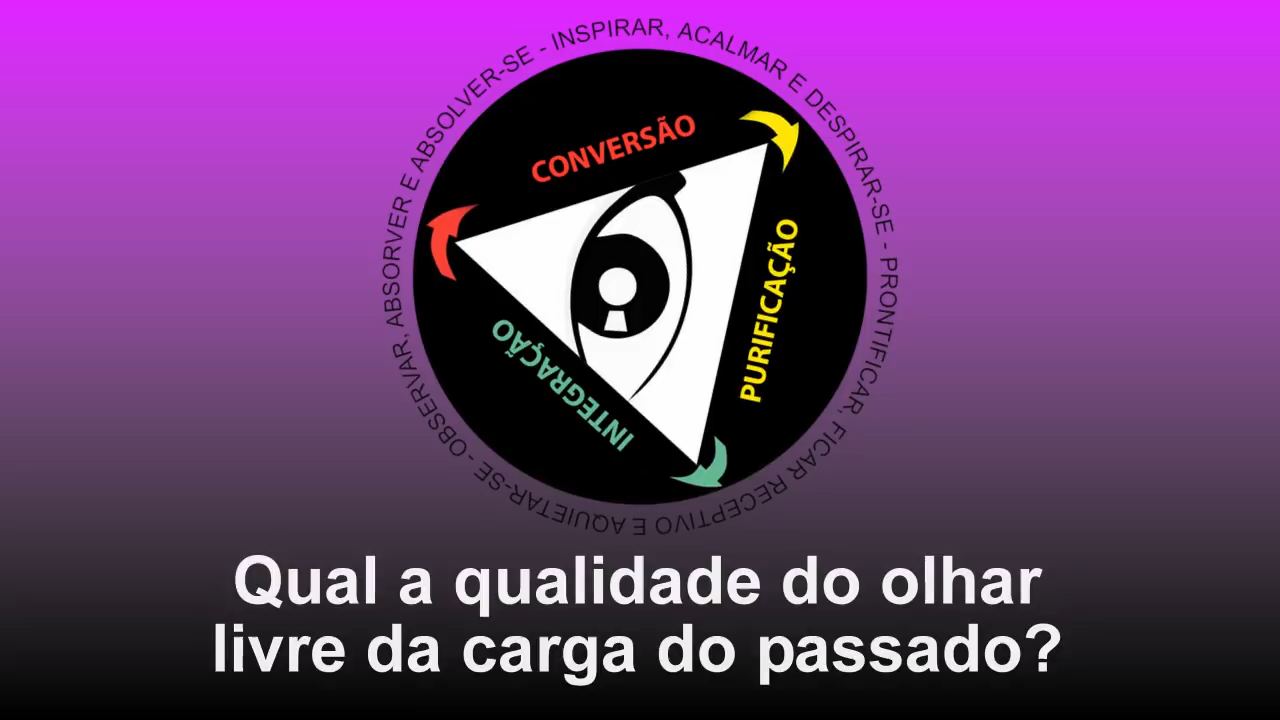 INSPIRAR, ACALMAR E DESPIRAR-SE - PRONTIFICAR, FICAR RECEPTIVO E AQUIETAR-SE - OBSERVAR, ABSORVER E ABSOLVER-SE -
CONVERSÃO
PURIFICAÇÃO
INTEGRAÇÃO
Qual a qualidade do olhar
livre da carga do passado?